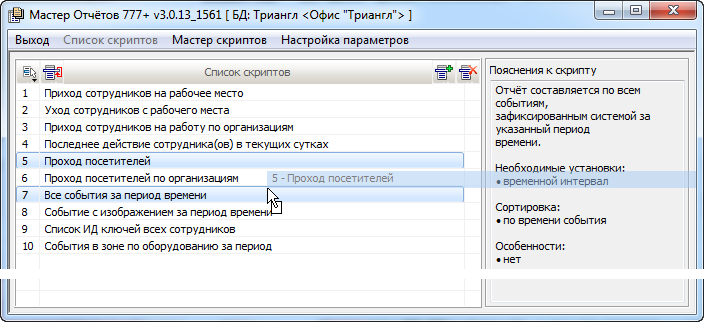 Мастер Отчётов 777+ v3.0.13_1561 [ БД: Триангл <Офис "Триангл"> ]
Выход Список скриптов Мастер скриптов Настройка параметров
Список скриптов
1 Приход сотрудников на рабочее место
2 Уход сотрудников с рабочего места
3 Приход сотрудников на работу по организациям
4 Последнее действие сотрудника(ов) в текущих сутках
5 Проход посетителей
6 Проход посетителей по организациям
5 - Проход посетителей
7 Все события за период времени
8 Событие с изображением за период времени
9 Список ИД ключей всех сотрудников
10 События в зоне по оборудованию за период
Пояснения к скрипту
Отчёт составляется по всем
событиям,
зафиксированным системой за
указанный период
времени.
Необходимые установки:
• временной интервал
Сортировка:
• по времени события
Особенности:
• нет